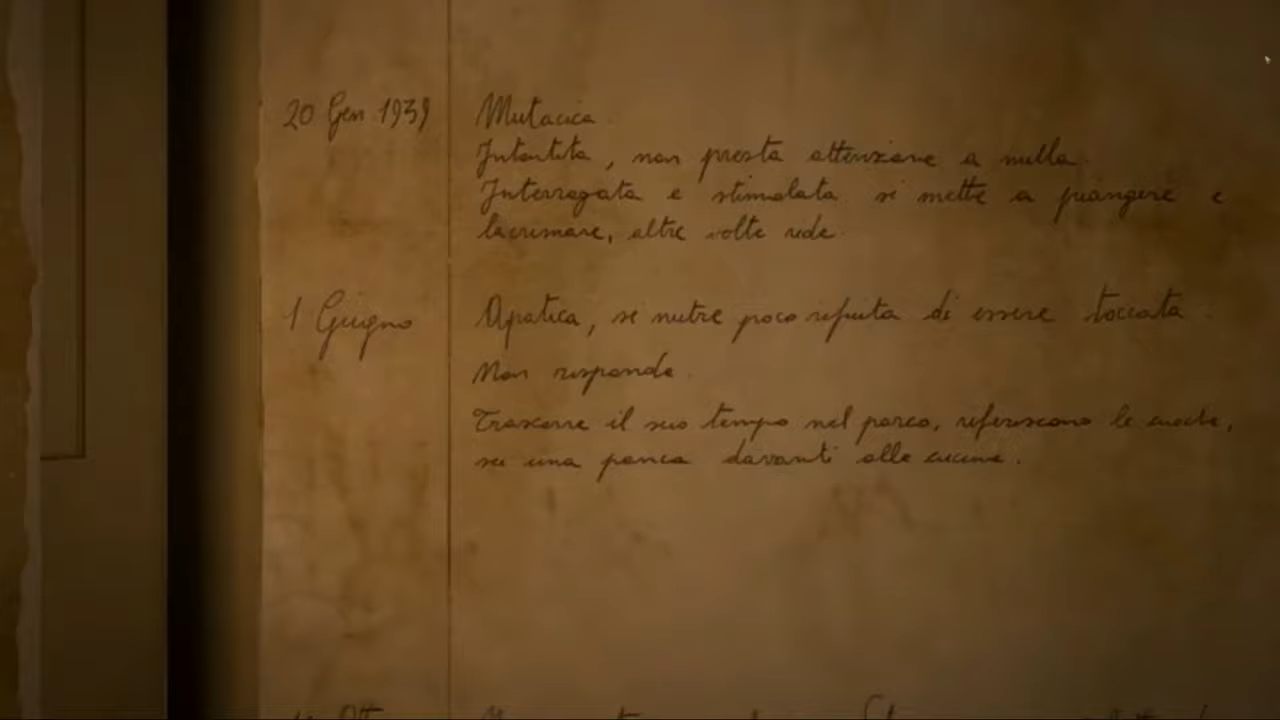 20 Gen 1939 Mutacica
Intontita, non presta attenzione a nulla.
Interrogata e stimolata si mette a piangere e
lacrimare, altre volte ride.
1 Giugno Apatica, si nutre poco rifiuta di essere toccata.
Non risponde.
Trascorre il suo tempo nel parco, riferiscono le cuoche,
su una panca davanti alle cucine.